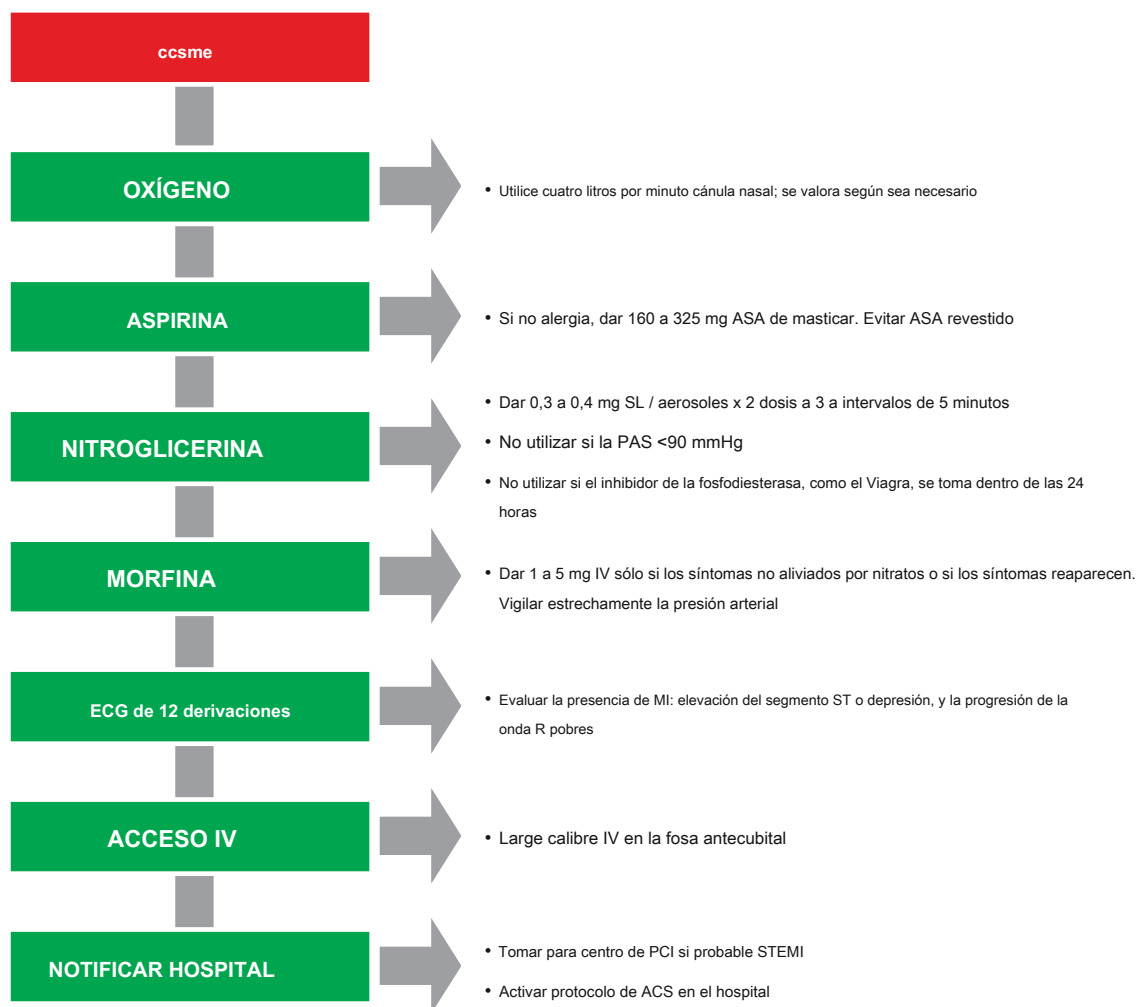 ccsme
OXÍGENO
• Utilice cuatro litros por minuto cánula nasal; se valora según sea necesario
ASPIRINA
• Si no alergia, dar 160 a 325 mg ASA de masticar. Evitar ASA revestido
NITROGLICERINA
• Dar 0,3 a 0,4 mg SL / aerosoles x 2 dosis a 3 a intervalos de 5 minutos
• No utilizar si la PAS <90 mmHg
• No utilizar si el inhibidor de la fosfodiesterasa, como el Viagra, se toma dentro de las 24
horas
MORFINA
• Dar 1 a 5 mg IV sólo si los síntomas no aliviados por nitratos o si los síntomas reaparecen.
Vigilar estrechamente la presión arterial
ECG de 12 derivaciones
• Evaluar la presencia de MI: elevación del segmento ST o depresión, y la progresión de la
onda R pobres
ACCESO IV
• Large calibre IV en la fosa antecubital
NOTIFICAR HOSPITAL
• Tomar para centro de PCI si probable STEMI
• Activar protocolo de ACS en el hospital